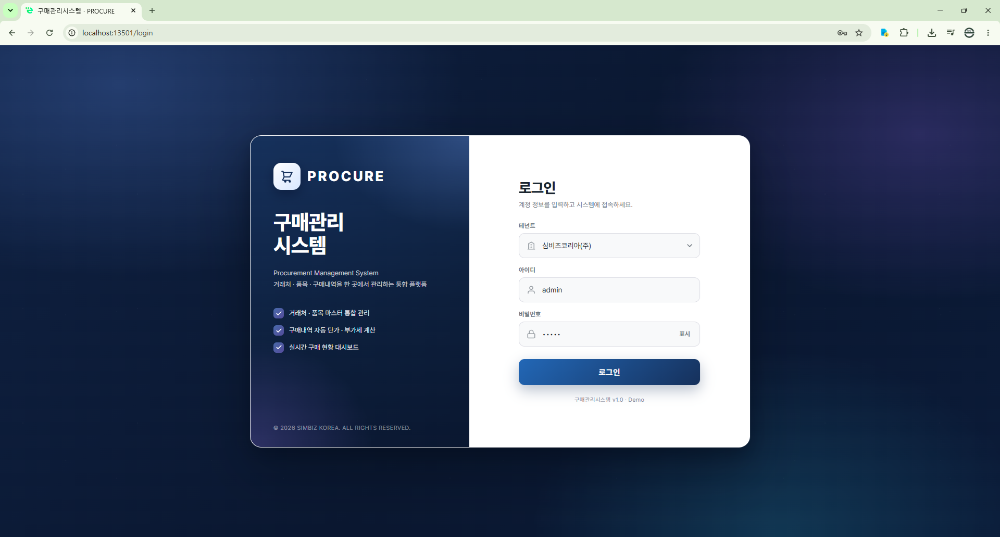 구매관리시스템 · PROCURE
localhost:13501/login
PROCURE
구매관리
시스템
Procurement Management System
거래처 · 품목 · 구매내역을 한 곳에서 관리하는 통합 플랫폼
거래처 · 품목 마스터 통합 관리
구매내역 자동 단가 · 부가세 계산
실시간 구매 현황 대시보드
© 2026 SIMBIZ KOREA. ALL RIGHTS RESERVED.
로그인
계정 정보를 입력하고 시스템에 접속하세요.
테넌트
심비즈코리아(주)
아이디
admin
비밀번호
•••••
표시
로그인
구매관리시스템 v1.0 · Demo